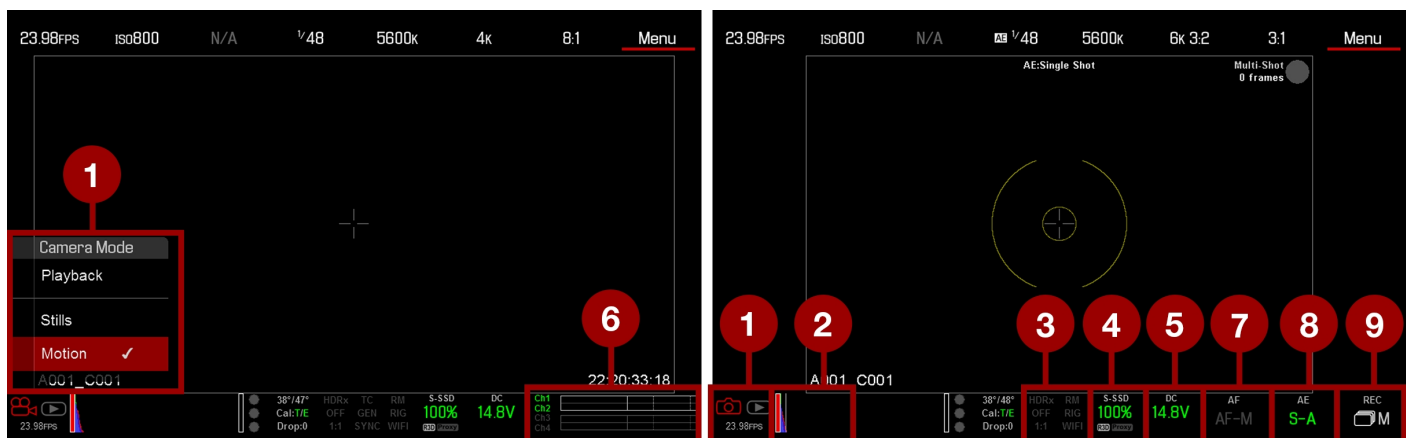 23.98FPS ISO800 N/A 1/48 5600K 4K 8:1 Menu
1
Camera Mode
Playback
Stills
Motion ✓
A001_C001
22:20:33:18
6
23.98FPS
38°/47° HDRx TC RM
Cal:T/E OFF GEN RIG
Drop:0 1:1 SYNC WIFI
S-SSD
100%
R3D Proxy
DC
14.8V
Ch1
Ch2
Ch3
Ch4
23.98FPS ISO800 N/A AE 1/48 5600K 6K 3:2 3:1 Menu
AE:Single Shot
Multi-Shot
0 frames
1 2 3 4 5 7 8 9
A001_C001
23.98FPS
38°/48° HDRx RM
Cal:T/E OFF RIG
Drop:0 1:1 WIFI
S-SSD
100%
R3D Proxy
DC
14.8V
AF
AF-M
AE
S-A
REC
M